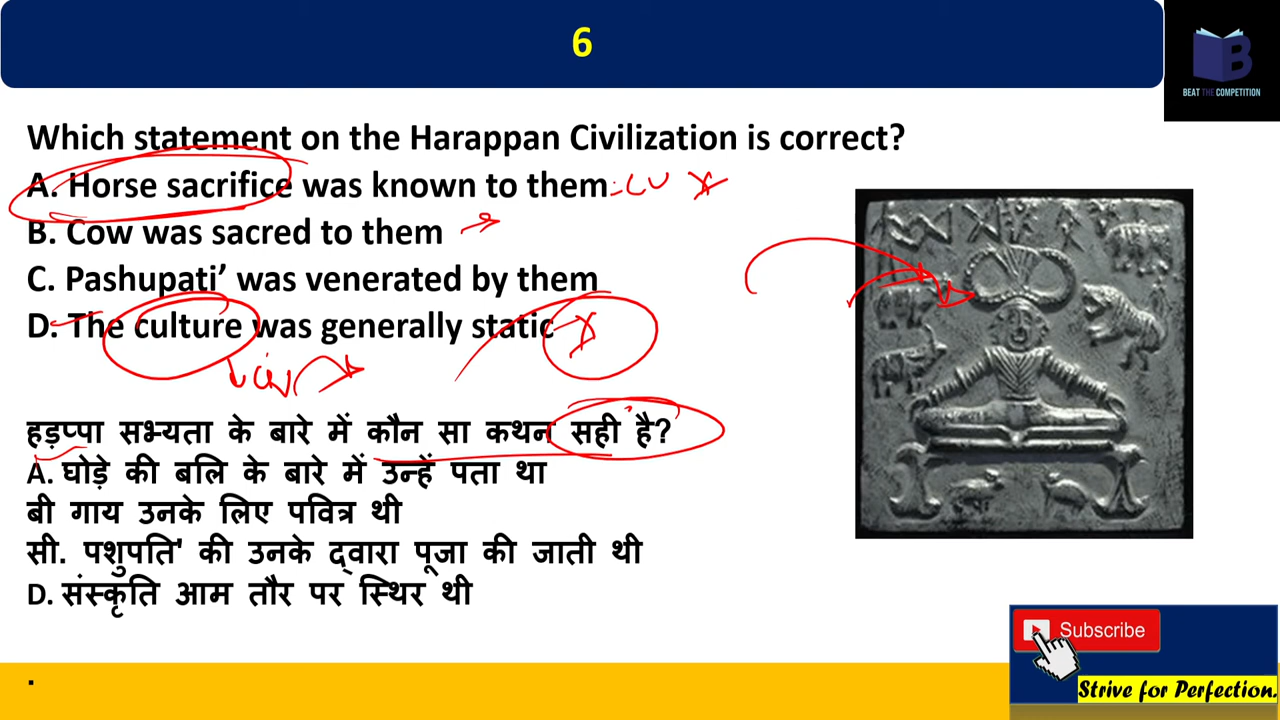 6
BEAT THE COMPETITION
Which statement on the Harappan Civilization is correct?
A. Horse sacrifice was known to them
B. Cow was sacred to them
C. Pashupati’ was venerated by them
D. The culture was generally static
हड़प्पा सभ्यता के बारे में कौन सा कथन सही है?
A. घोड़े की बलि के बारे में उन्हें पता था
बी गाय उनके लिए पवित्र थी
सी. पशुपति' की उनके द्वारा पूजा की जाती थी
D. संस्कृति आम तौर पर स्थिर थी
Subscribe
Strive for Perfection.
.